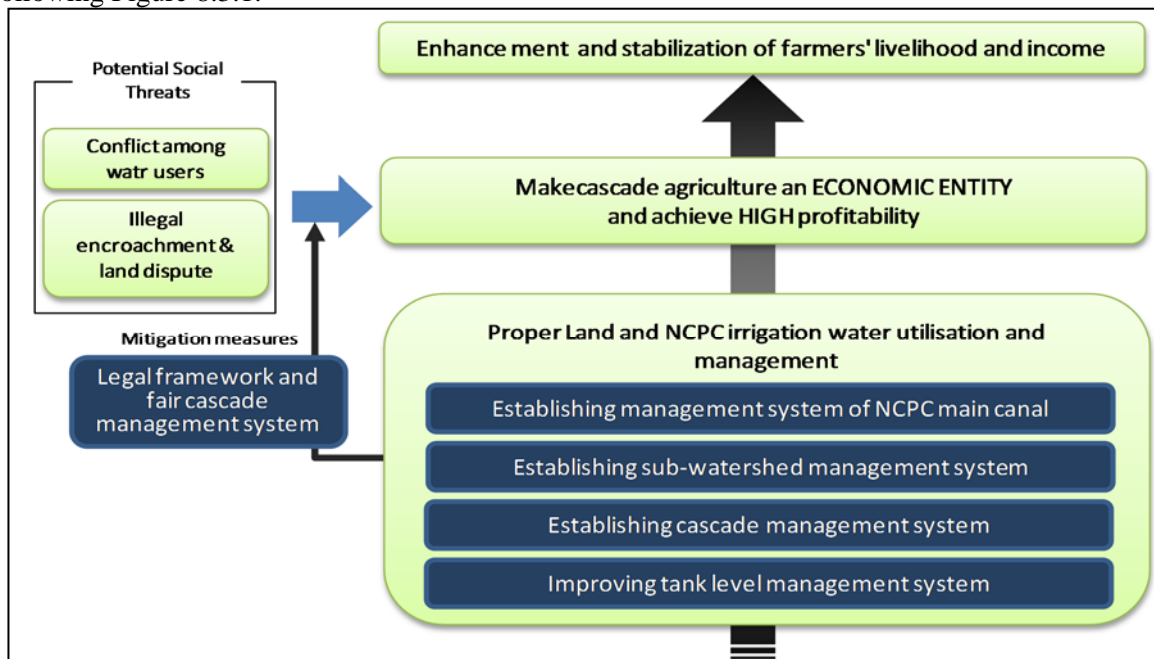 ollowing Figure 6.3.1.
Enhance ment and stabilization of farmers' livelihood and income
Potential Social
Threats
Conflict among
watr users
Illegal
encroachment &
land dispute
Makecascade agriculture an ECONOMIC ENTITY
and achieve HIGH profitability
Mitigation measures
Legal framework and
fair cascade
management system
Proper Land and NCPC irrigation water utilisation and
management
Establishing management system of NCPC main canal
Establishing sub-watershed management system
Establishing cascade management system
Improving tank level management system